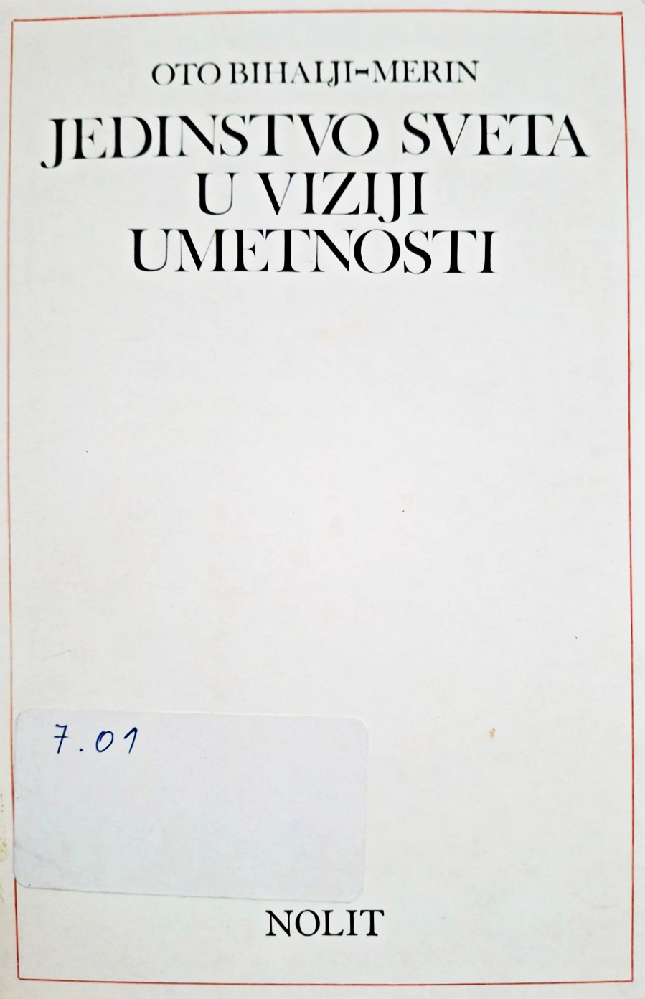 OTO BIHALJI-MERIN
JEDINSTVO SVETA
U VIZIJI
UMETNOSTI
7.01
NOLIT